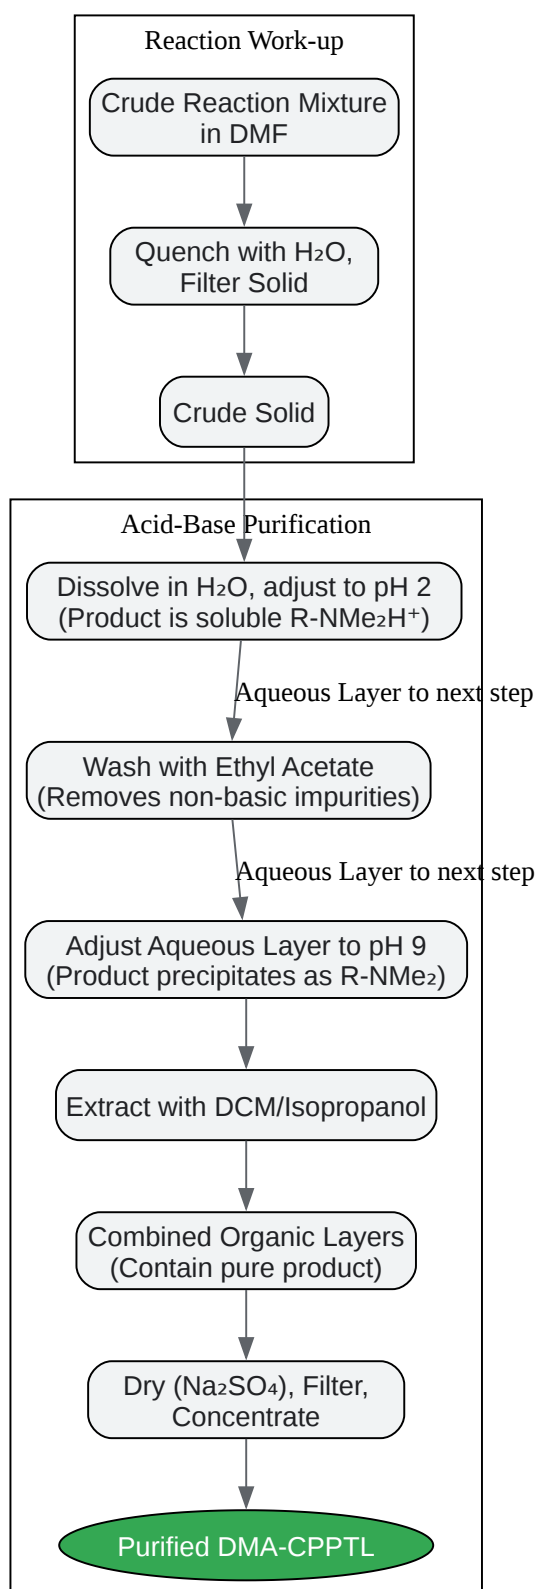 Reaction Work-up
Crude Reaction Mixture
in DMF
Quench with H₂O,
Filter Solid
Crude Solid
Acid-Base Purification
Dissolve in H₂O, adjust to pH 2
(Product is soluble R-NMe₂H⁺)
Aqueous Layer to next step
Wash with Ethyl Acetate
(Removes non-basic impurities)
Aqueous Layer to next step
Adjust Aqueous Layer to pH 9
(Product precipitates as R-NMe₂)
Extract with DCM/Isopropanol
Combined Organic Layers
(Contain pure product)
Dry (Na₂SO₄), Filter,
Concentrate
Purified DMA-CPPTL